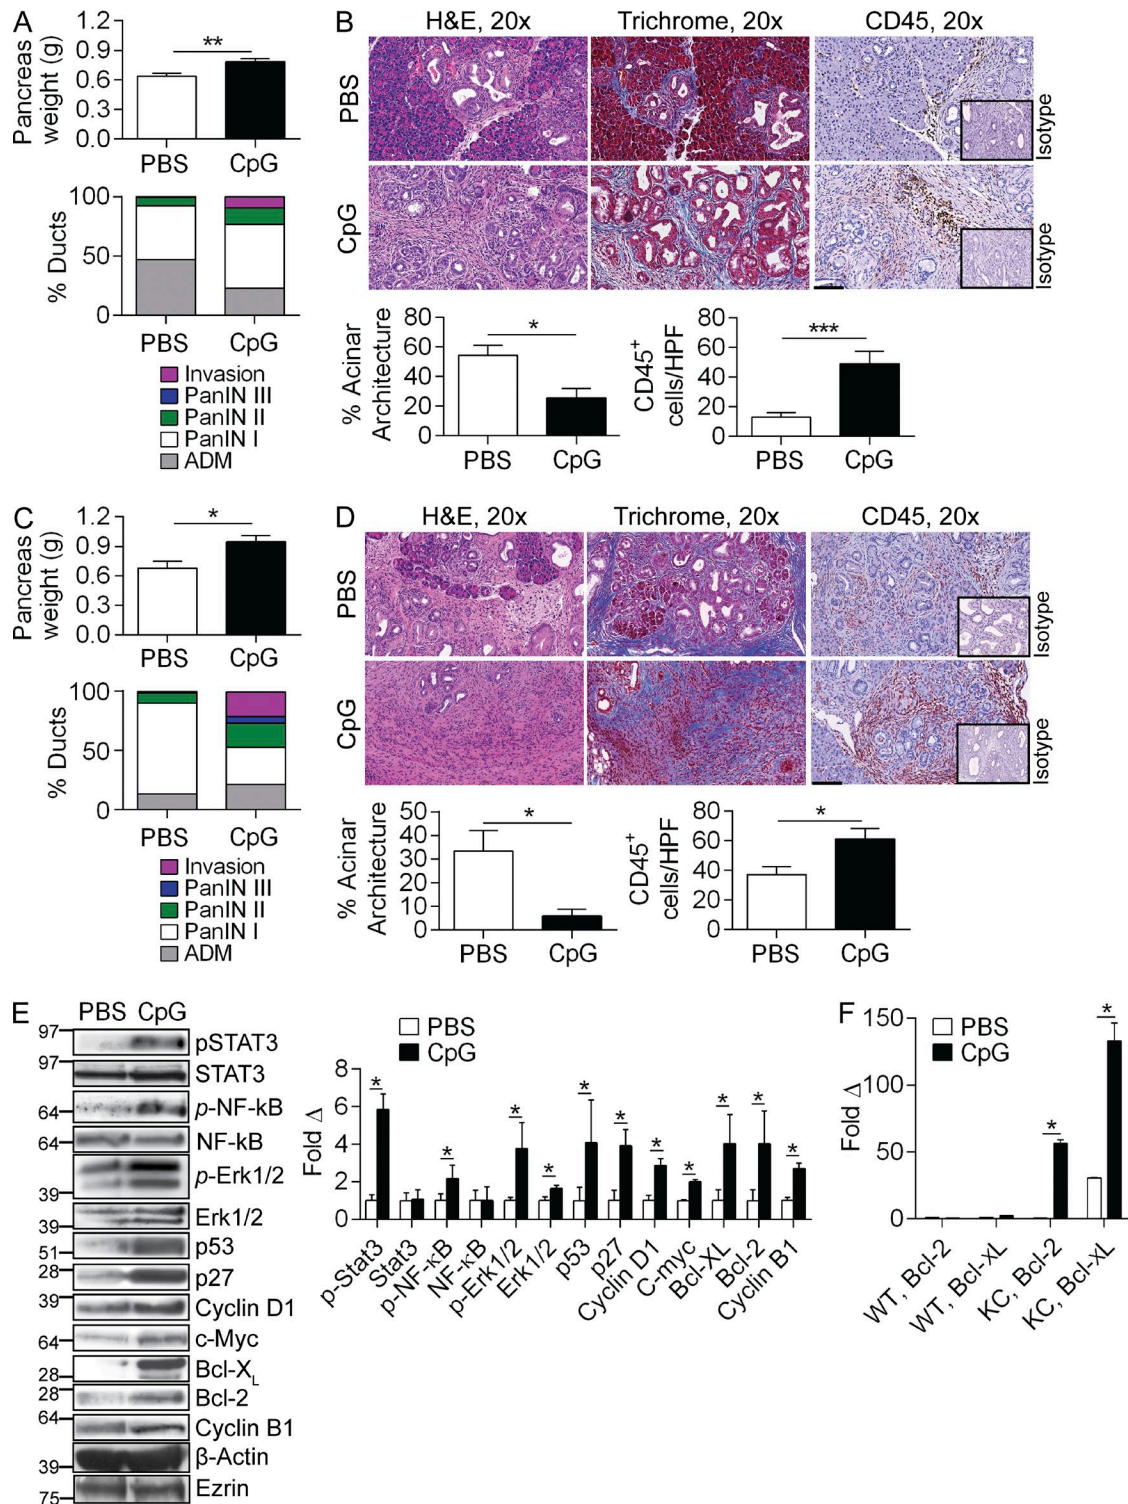 A
Pancreas weight (g)
1.2
0.9
0.6
0.3
0.0
**
PBS
CpG
% Ducts
100
50
0
PBS
CpG
Invasion
PanIN III
PanIN II
PanIN I
ADM
B
H&E, 20x
Trichrome, 20x
CD45, 20x
PBS
Isotype
CpG
Isotype
% Acinar Architecture
80
60
40
20
0
*
PBS
CpG
CD45+ cells/HPF
80
60
40
20
0
***
PBS
CpG
C
Pancreas weight (g)
1.2
0.9
0.6
0.3
0.0
*
PBS
CpG
% Ducts
100
50
0
PBS
CpG
Invasion
PanIN III
PanIN II
PanIN I
ADM
D
H&E, 20x
Trichrome, 20x
CD45, 20x
PBS
Isotype
CpG
Isotype
% Acinar Architecture
50
40
30
20
10
0
*
PBS
CpG
CD45+ cells/HPF
80
60
40
20
0
*
PBS
CpG
E
PBS CpG
97 pSTAT3
97 STAT3
64 p-NF-kB
64 NF-kB
39 p-Erk1/2
39 Erk1/2
51 p53
28 p27
39 Cyclin D1
64 c-Myc
28 Bcl-XL
28 Bcl-2
64 Cyclin B1
39 β-Actin
75 Ezrin
PBS
CpG
Fold Δ
8
6
4
2
0
* * * * * * * * * * *
p-Stat3
Stat3
p-NF-κB
NF-κB
p-Erk1/2
Erk1/2
p53
p27
Cyclin D1
C-myc
Bcl-XL
Bcl-2
Cyclin B1
F
PBS
CpG
Fold Δ
150
100
50
0
* *
WT, Bcl-2
WT, Bcl-XL
KC, Bcl-2
KC, Bcl-XL